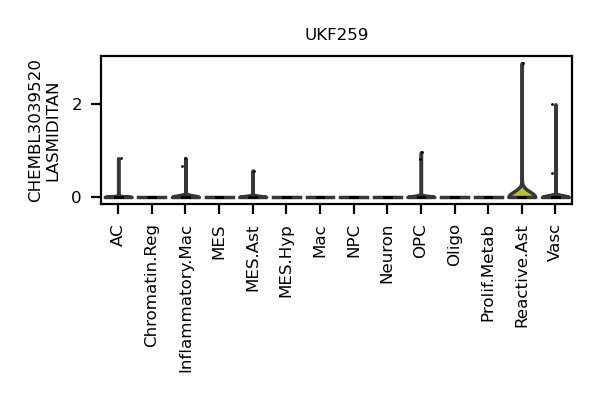 UKF259
CHEMBL3039520
LASMIDITAN
2
0
AC
Chromatin.Reg
Inflammatory.Mac
MES
MES.Ast
MES.Hyp
Mac
NPC
Neuron
OPC
Oligo
Prolif.Metab
Reactive.Ast
Vasc